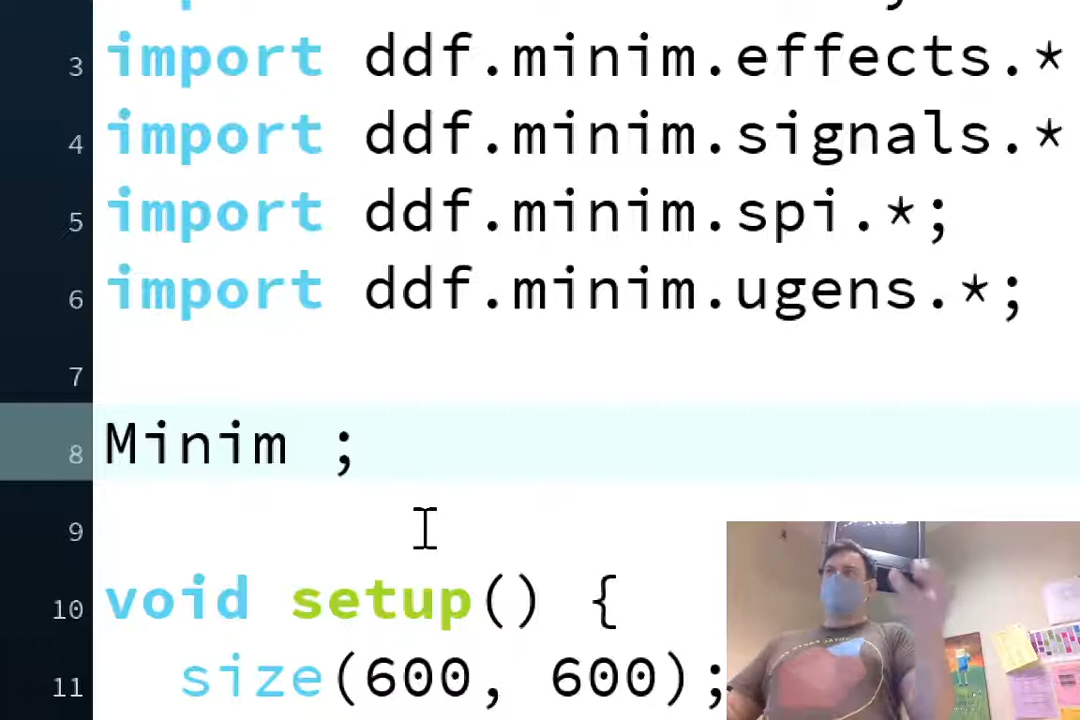 3 import ddf.minim.effects.*
4 import ddf.minim.signals.*
5 import ddf.minim.spi.*;
6 import ddf.minim.ugens.*;
7
8 Minim ;
9
10 void setup() {
11 size(600, 600);